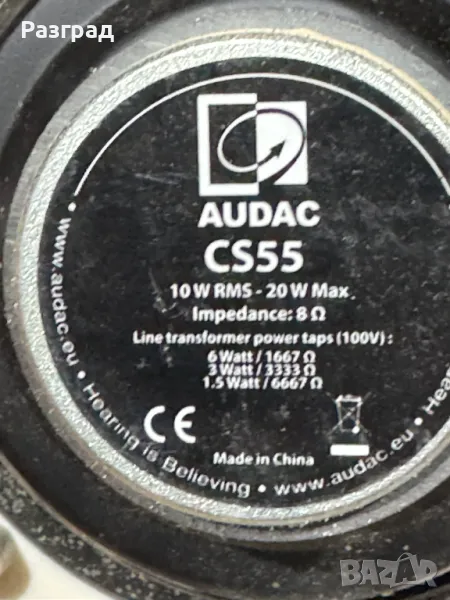 Разград
AUDAC
CS55
10 W RMS - 20 W Max.
Impedance: 8 Ω
Line transformer power taps (100V) :
6 Watt / 1667 Ω
3 Watt / 3333 Ω
1.5 Watt / 6667 Ω
CE
Made in China
• www.audac.eu • Hearing is Believing • www.audac.eu •
BAZAR